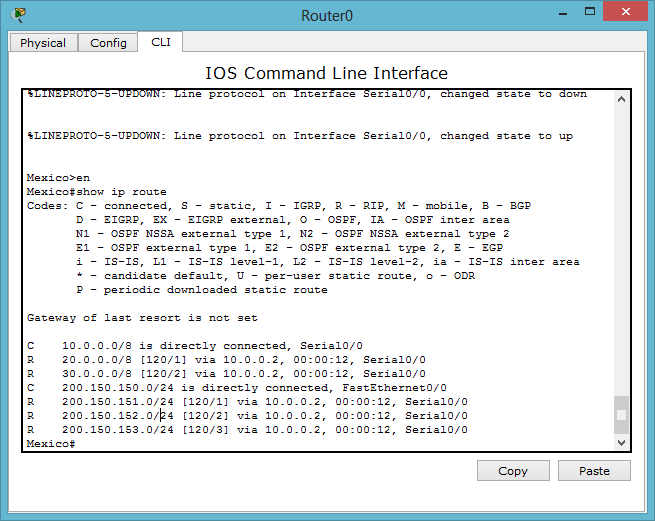 Router0
Physical
Config
CLI
IOS Command Line Interface
%LINEPROTO-5-UPDOWN: Line protocol on Interface Serial0/0, changed state to down
%LINEPROTO-5-UPDOWN: Line protocol on Interface Serial0/0, changed state to up
Mexico>en
Mexico#show ip route
Codes: C - connected, S - static, I - IGRP, R - RIP, M - mobile, B - BGP
D - EIGRP, EX - EIGRP external, O - OSPF, IA - OSPF inter area
N1 - OSPF NSSA external type 1, N2 - OSPF NSSA external type 2
E1 - OSPF external type 1, E2 - OSPF external type 2, E - EGP
i - IS-IS, L1 - IS-IS level-1, L2 - IS-IS level-2, ia - IS-IS inter area
* - candidate default, U - per-user static route, o - ODR
P - periodic downloaded static route
Gateway of last resort is not set
C 10.0.0.0/8 is directly connected, Serial0/0
R 20.0.0.0/8 [120/1] via 10.0.0.2, 00:00:12, Serial0/0
R 30.0.0.0/8 [120/2] via 10.0.0.2, 00:00:12, Serial0/0
C 200.150.150.0/24 is directly connected, FastEthernet0/0
R 200.150.151.0/24 [120/1] via 10.0.0.2, 00:00:12, Serial0/0
R 200.150.152.0/24 [120/2] via 10.0.0.2, 00:00:12, Serial0/0
R 200.150.153.0/24 [120/3] via 10.0.0.2, 00:00:12, Serial0/0
Mexico#
Copy
Paste